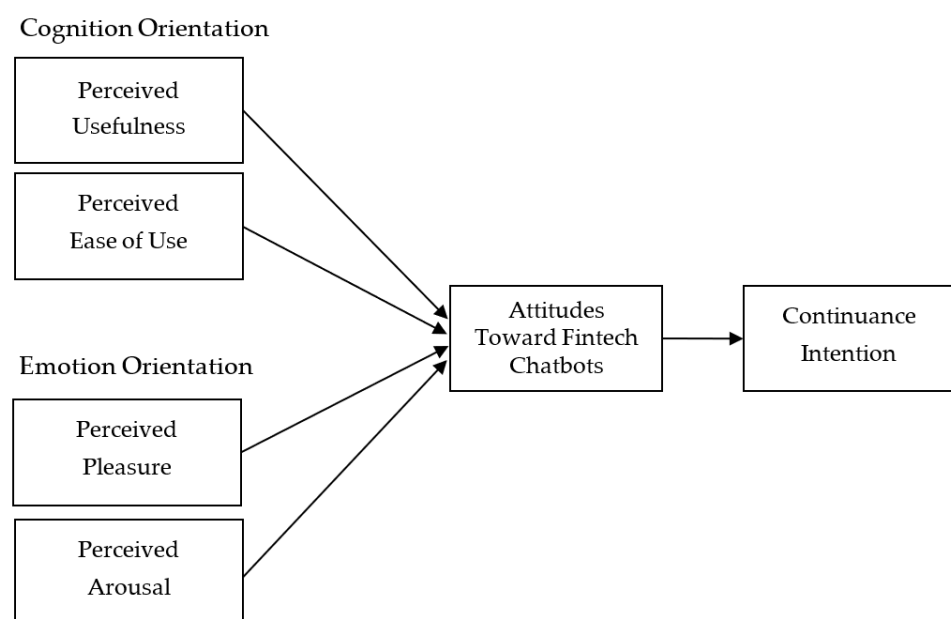 Cognition Orientation
Perceived
Usefulness
Perceived
Ease of Use
Emotion Orientation
Perceived
Pleasure
Perceived
Arousal
Attitudes
Toward Fintech
Chatbots
Continuance
Intention